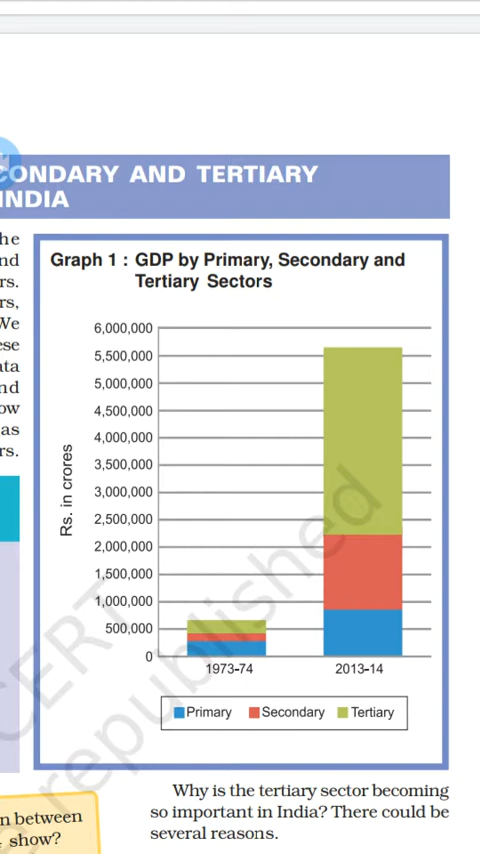 CONDARY AND TERTIARY
INDIA
he
nd
rs.
rs,
We
ese
ata
nd
ow
as
rs.
Graph 1 : GDP by Primary, Secondary and
Tertiary Sectors
6,000,000
5,500,000
5,000,000
4,500,000
4,000,000
3,500,000
3,000,000
2,500,000
2,000,000
1,500,000
1,000,000
500,000
0
Rs. in crores
1973-74
2013-14
Primary
Secondary
Tertiary
Why is the tertiary sector becoming
so important in India? There could be
several reasons.
n between
show?
CERT
republished